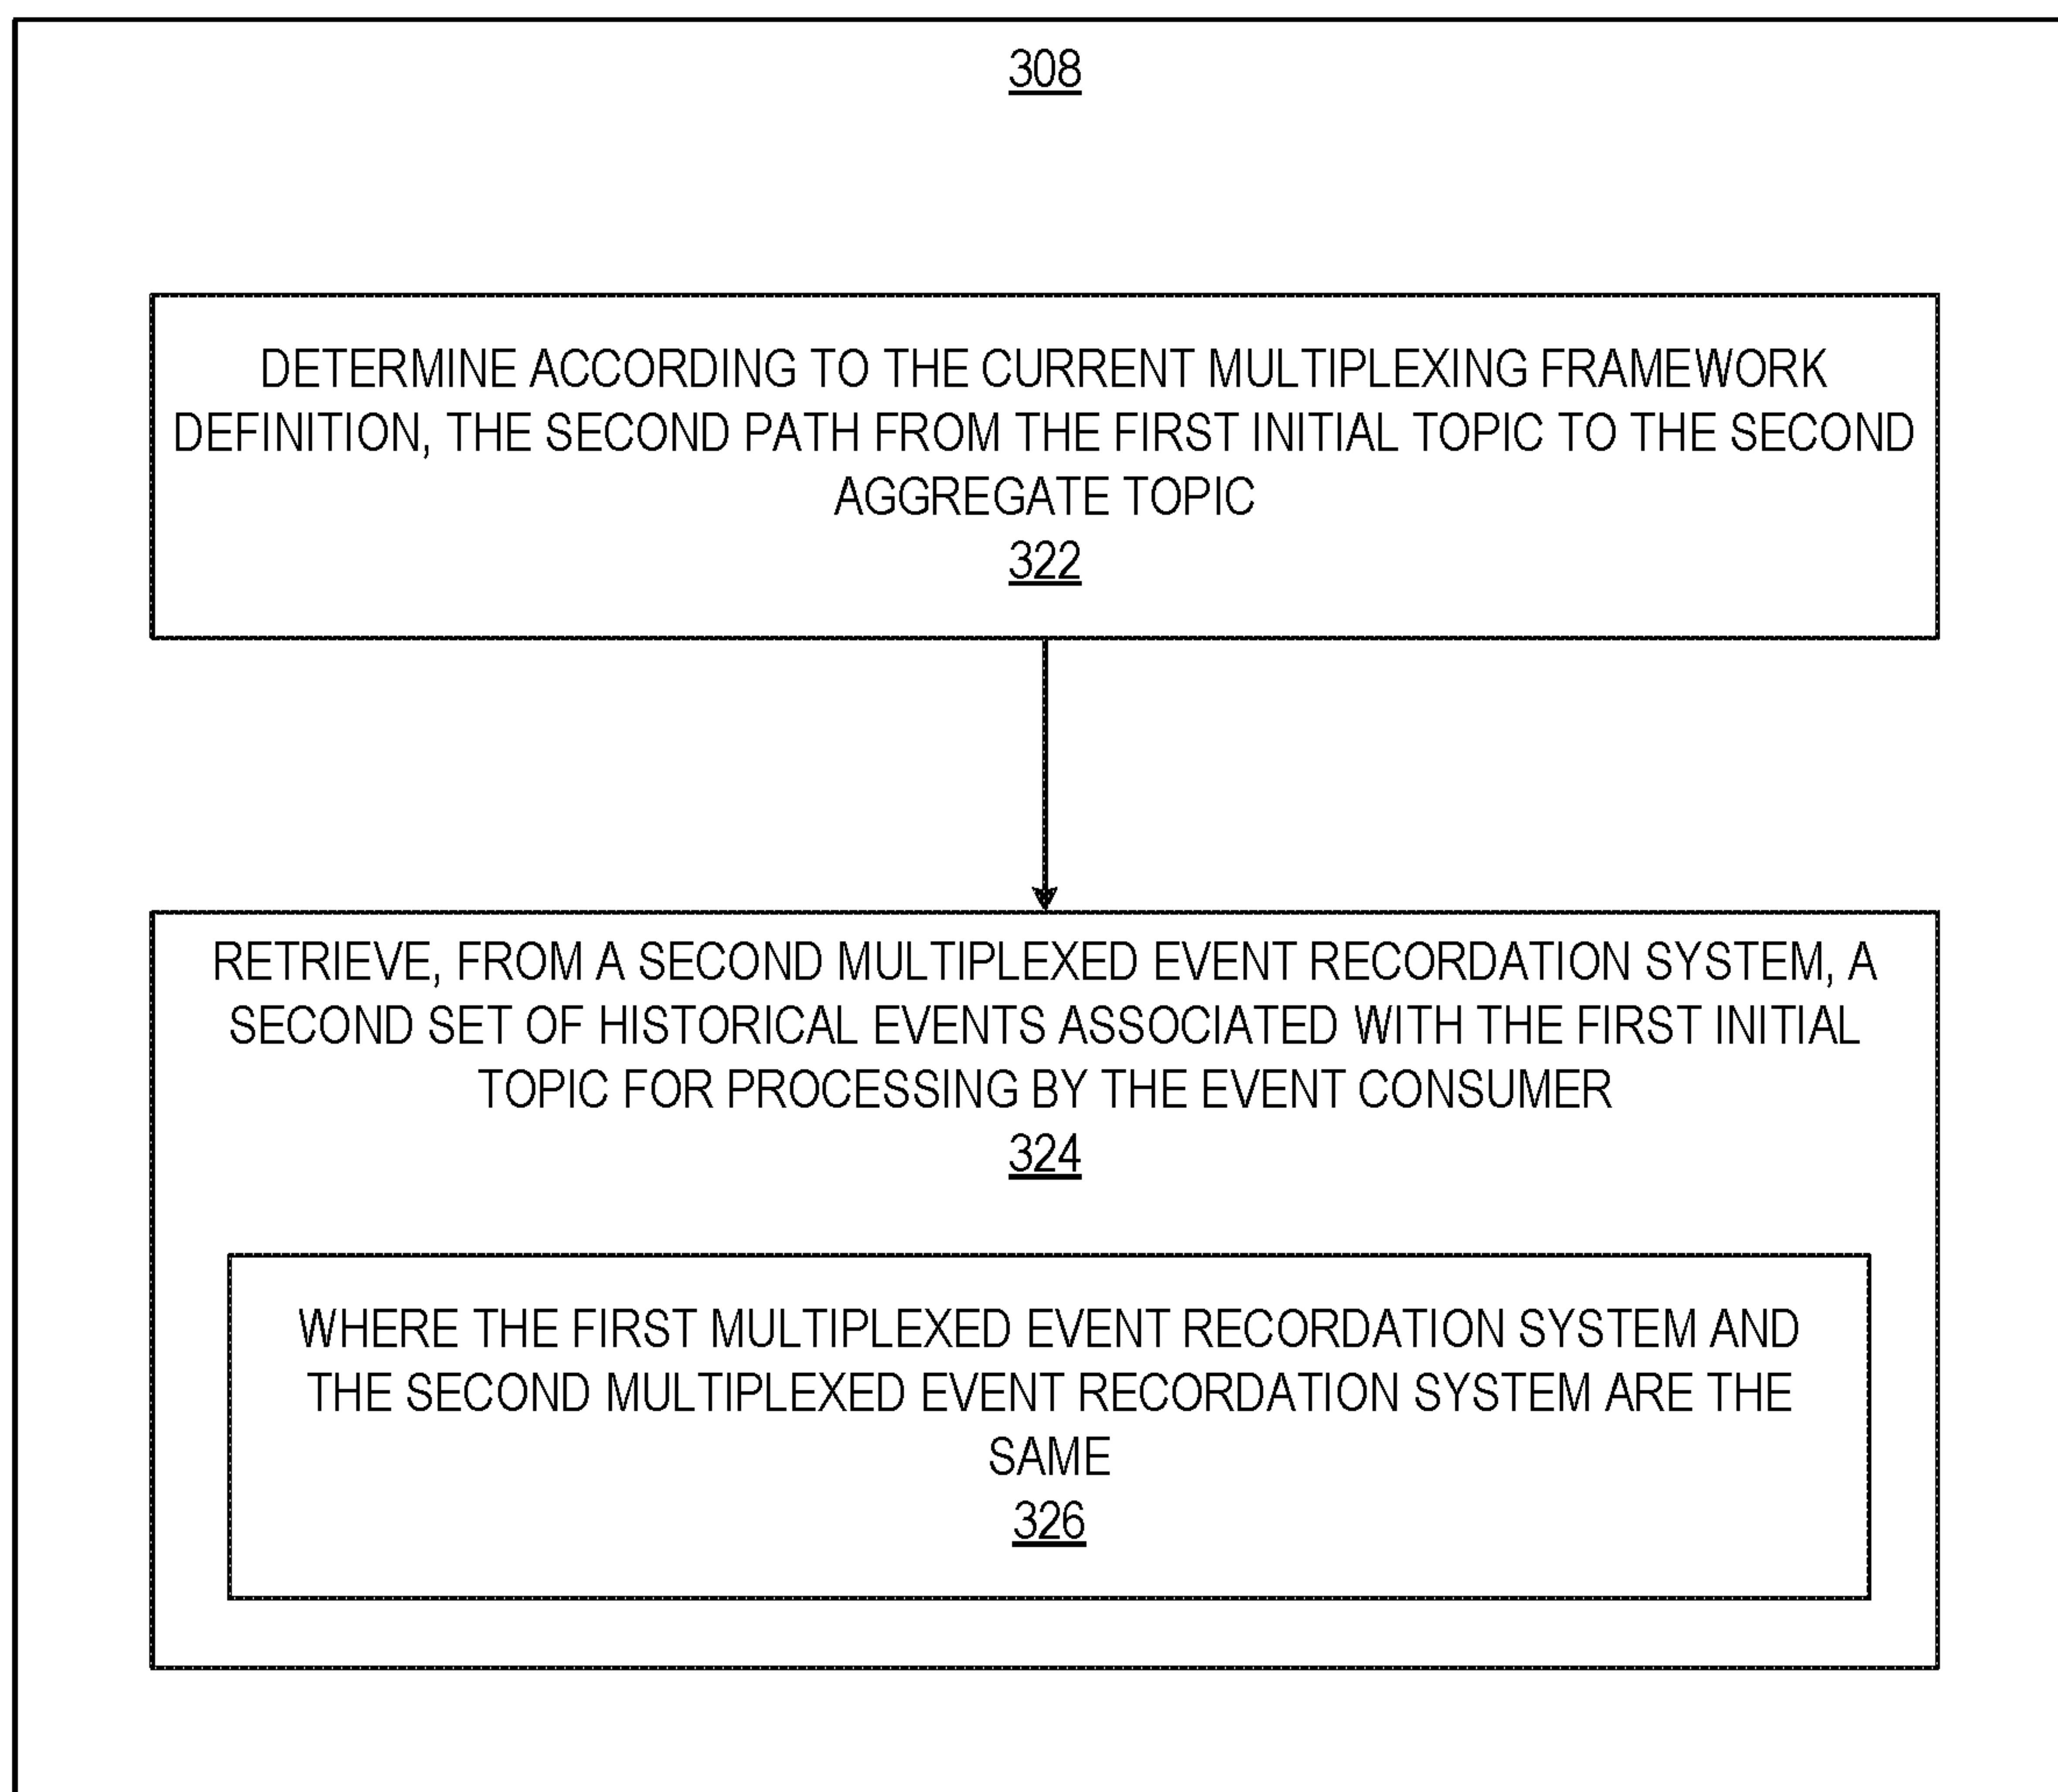 308
DETERMINE ACCORDING TO THE CURRENT MULTIPLEXING FRAMEWORK
DEFINITION, THE SECOND PATH FROM THE FIRST INITIAL TOPIC TO THE SECOND
AGGREGATE TOPIC
322
RETRIEVE, FROM A SECOND MULTIPLEXED EVENT RECORDATION SYSTEM, A
SECOND SET OF HISTORICAL EVENTS ASSOCIATED WITH THE FIRST INITIAL
TOPIC FOR PROCESSING BY THE EVENT CONSUMER
324
WHERE THE FIRST MULTIPLEXED EVENT RECORDATION SYSTEM AND
THE SECOND MULTIPLEXED EVENT RECORDATION SYSTEM ARE THE
SAME
326